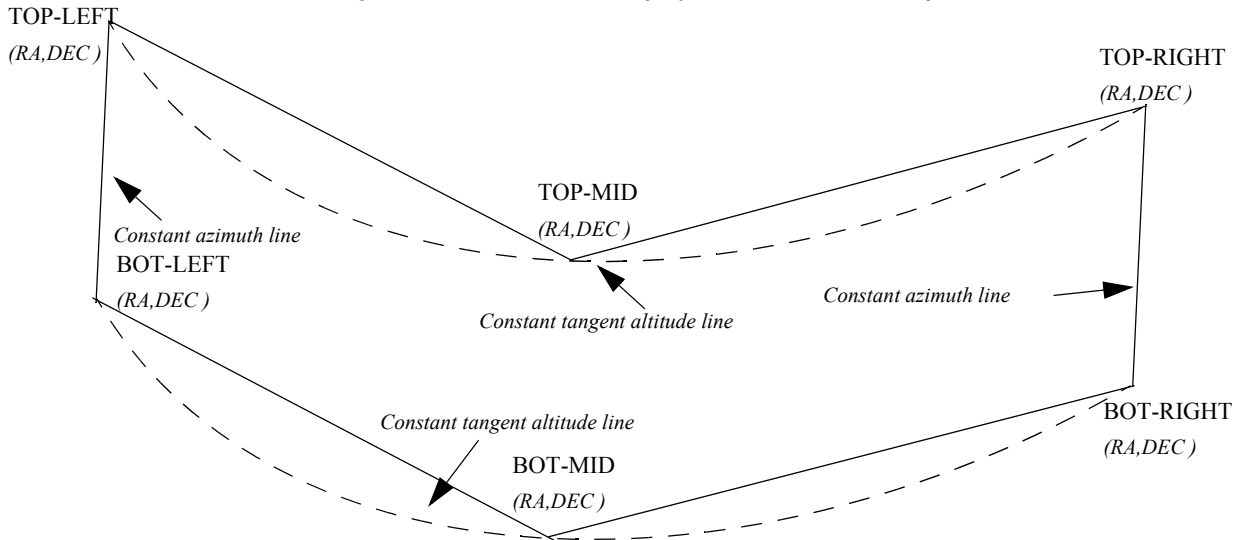 TOP-LEFT
(RA,DEC )
TOP-RIGHT
(RA,DEC )
TOP-MID
(RA,DEC )
Constant azimuth line
BOT-LEFT
(RA,DEC )
Constant azimuth line
Constant tangent altitude line
Constant tangent altitude line
BOT-RIGHT
(RA,DEC )
BOT-MID
(RA,DEC )